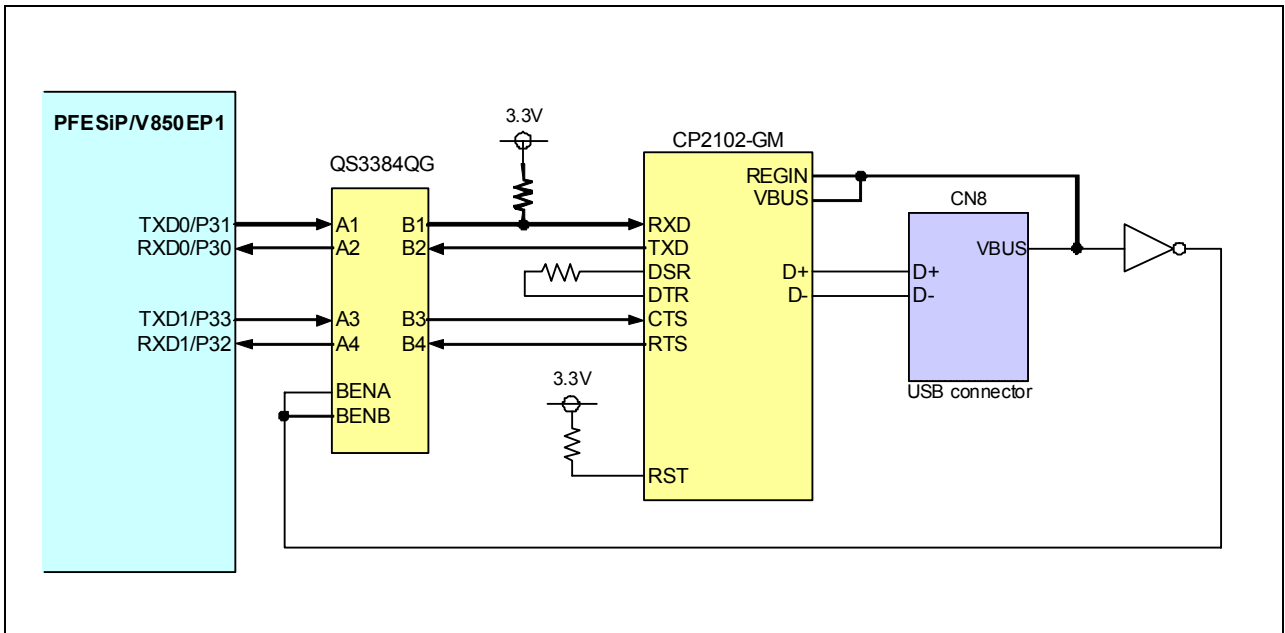 PFESiP/V850EP1
TXD0/P31
RXD0/P30
TXD1/P33
RXD1/P32
QS3384QG
A1 B1
A2 B2
A3 B3
A4 B4
BENA
BENB
3.3V
3.3V
CP2102-GM
REGIN
VBUS
RXD
TXD
DSR D+
DTR D-
CTS
RTS
RST
CN8
VBUS
D+
D-
USB connector